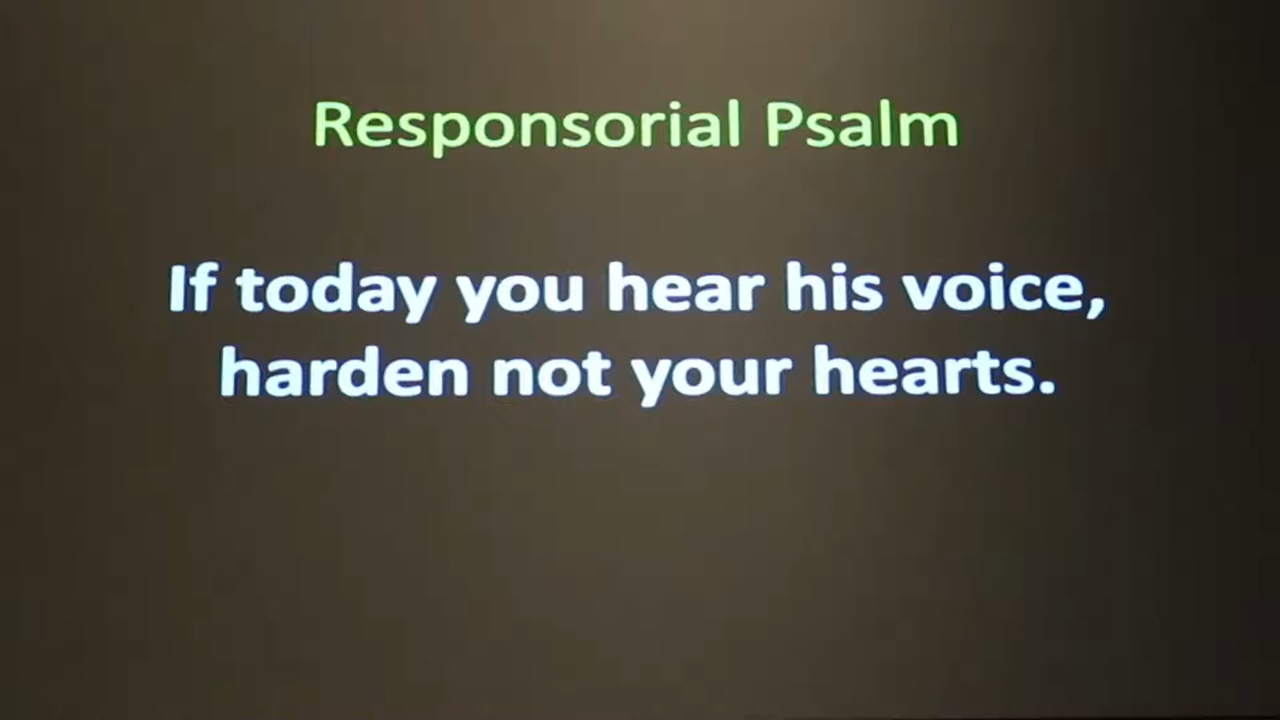 Responsorial Psalm
If today you hear his voice,
harden not your hearts.